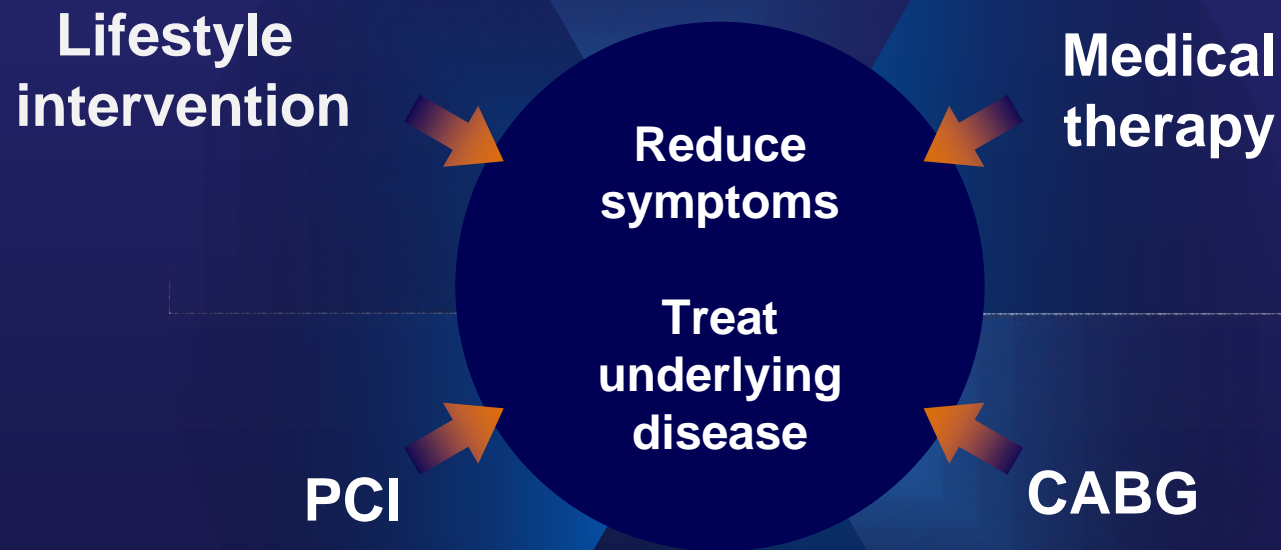 Lifestyle
intervention
Medical
therapy
Reduce
symptoms
Treat
underlying
disease
PCI
CABG